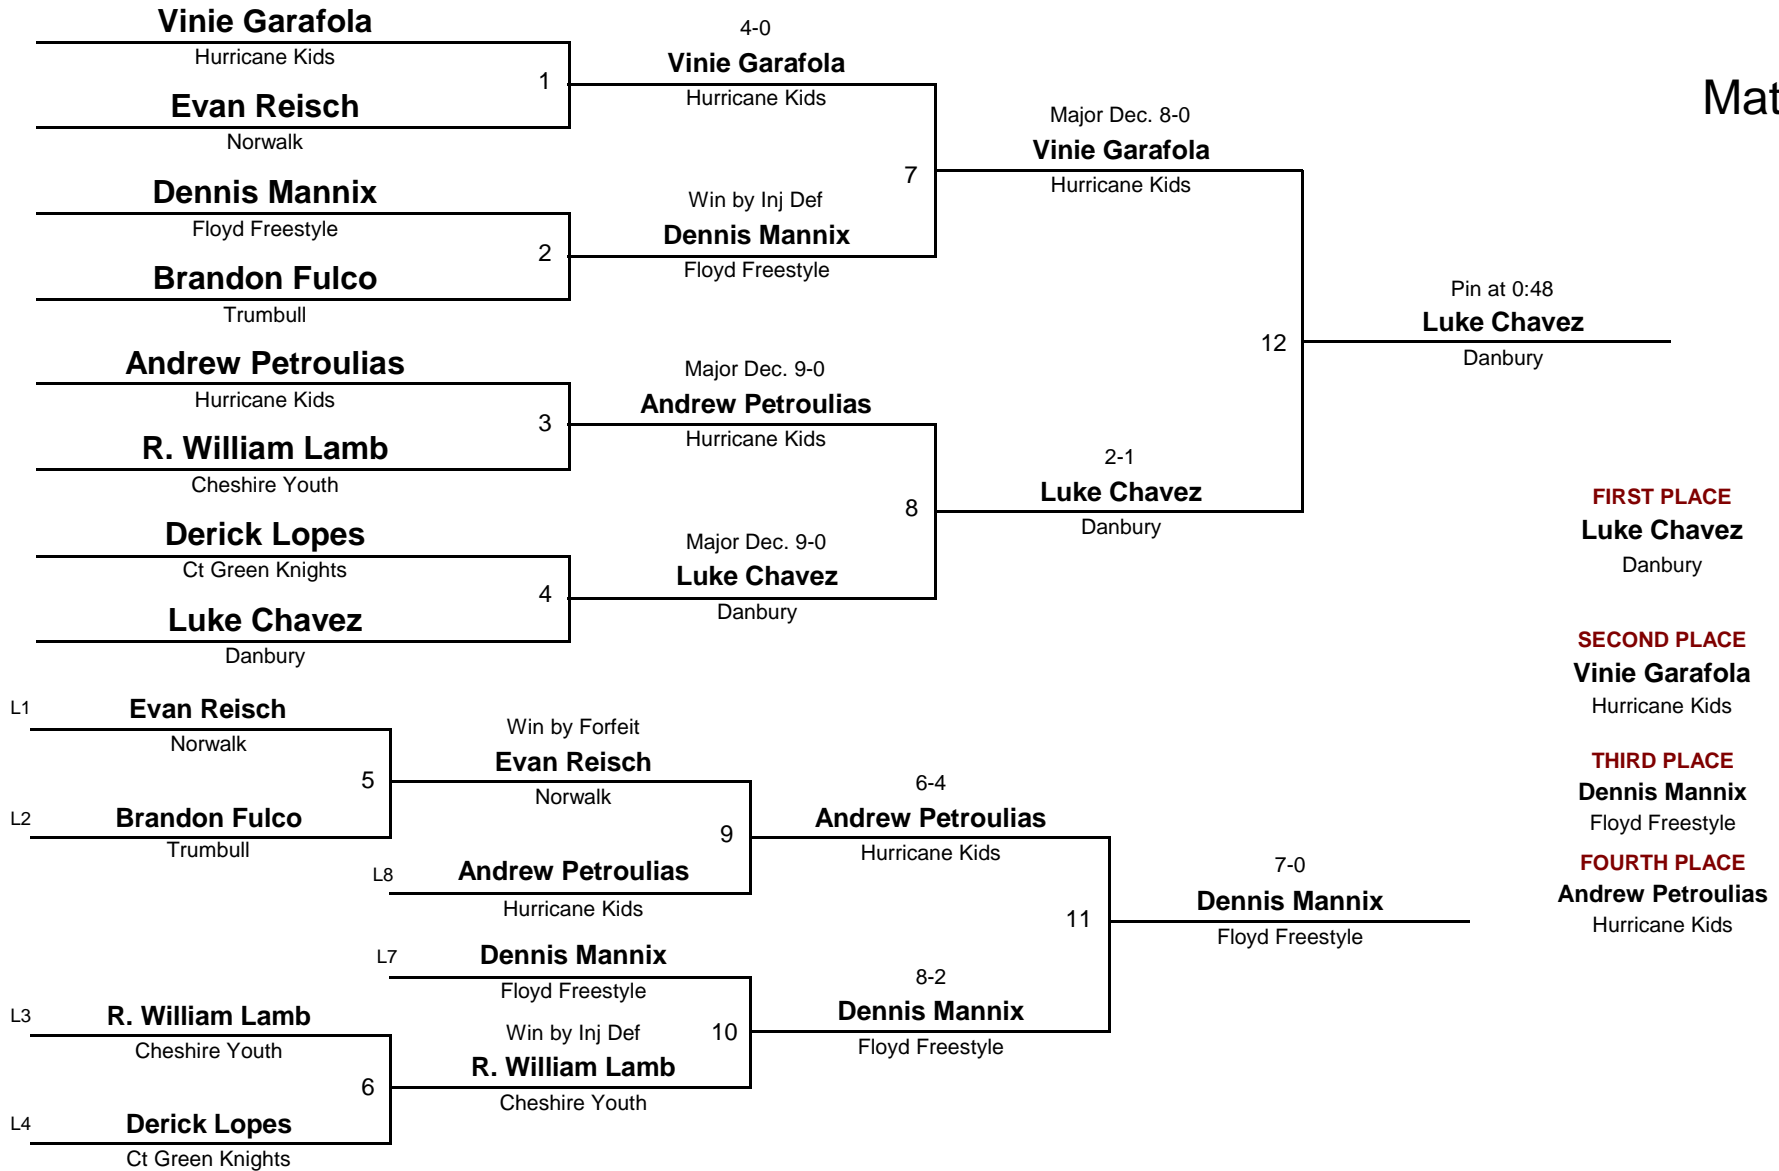 Vinie Garafola
Hurricane Kids
1
Evan Reisch
Norwalk
Dennis Mannix
Floyd Freestyle
2
Brandon Fulco
Trumbull
Andrew Petroulias
Hurricane Kids
3
R. William Lamb
Cheshire Youth
Derick Lopes
Ct Green Knights
4
Luke Chavez
Danbury
4-0
Vinie Garafola
Hurricane Kids
7
Win by Inj Def
Dennis Mannix
Floyd Freestyle
Major Dec. 9-0
Andrew Petroulias
Hurricane Kids
8
Major Dec. 9-0
Luke Chavez
Danbury
Major Dec. 8-0
Vinie Garafola
Hurricane Kids
12
2-1
Luke Chavez
Danbury
Pin at 0:48
Luke Chavez
Danbury
Mat
FIRST PLACE
Luke Chavez
Danbury
SECOND PLACE
Vinie Garafola
Hurricane Kids
THIRD PLACE
Dennis Mannix
Floyd Freestyle
FOURTH PLACE
Andrew Petroulias
Hurricane Kids
L1
Evan Reisch
Norwalk
5
L2
Brandon Fulco
Trumbull
L3
R. William Lamb
Cheshire Youth
6
L4
Derick Lopes
Ct Green Knights
Win by Forfeit
Evan Reisch
Norwalk
9
L8
Andrew Petroulias
Hurricane Kids
L7
Dennis Mannix
Floyd Freestyle
Win by Inj Def
10
R. William Lamb
Cheshire Youth
6-4
Andrew Petroulias
Hurricane Kids
11
8-2
Dennis Mannix
Floyd Freestyle
7-0
Dennis Mannix
Floyd Freestyle